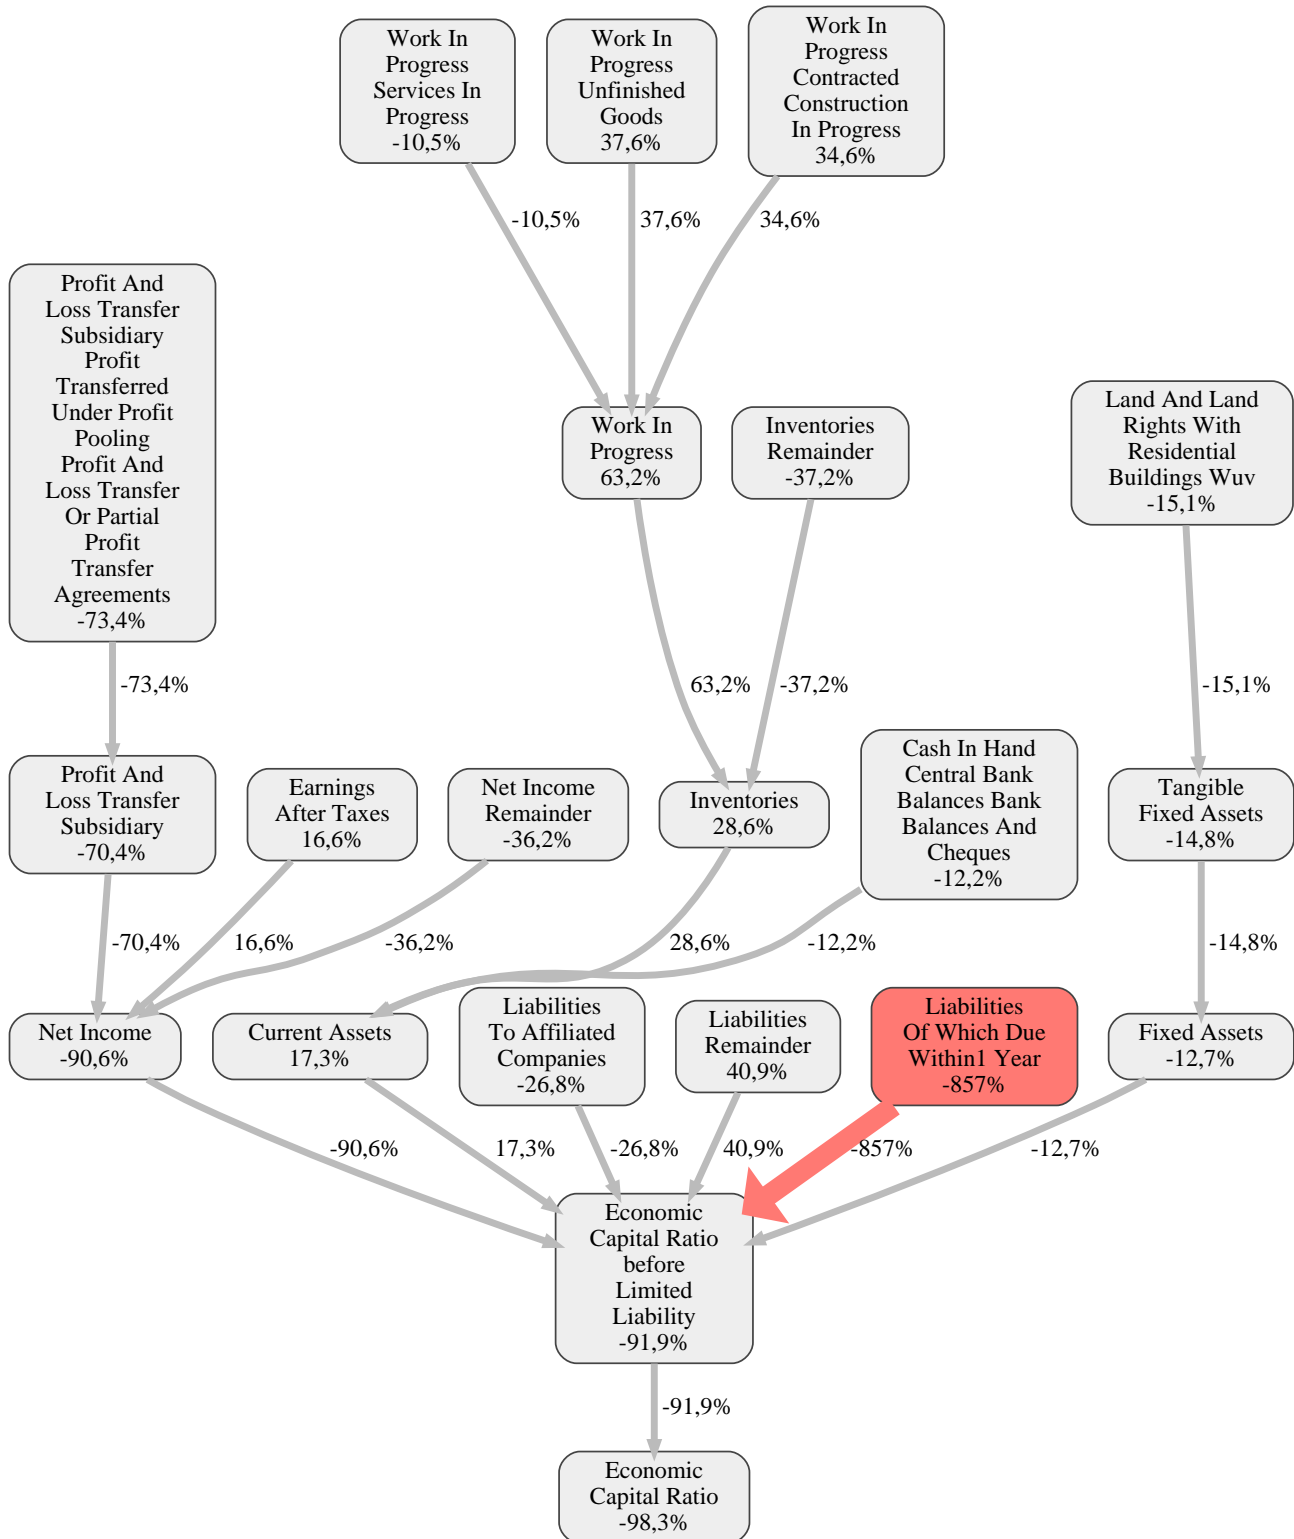 Work In
Progress
Services In
Progress
-10,5%
Work In
Progress
Unfinished
Goods
37,6%
Work In
Progress
Contracted
Construction
In Progress
34,6%
-10,5%
37,6%
34,6%
Profit And
Loss Transfer
Subsidiary
Profit
Transferred
Under Profit
Pooling
Profit And
Loss Transfer
Or Partial
Profit
Transfer
Agreements
-73,4%
Work In
Progress
63,2%
Inventories
Remainder
-37,2%
Land And Land
Rights With
Residential
Buildings Wuv
-15,1%
-73,4%
63,2%
-37,2%
-15,1%
Profit And
Loss Transfer
Subsidiary
-70,4%
Earnings
After Taxes
16,6%
Net Income
Remainder
-36,2%
Inventories
28,6%
Cash In Hand
Central Bank
Balances Bank
Balances And
Cheques
-12,2%
Tangible
Fixed Assets
-14,8%
-70,4%
16,6%
-36,2%
28,6%
-12,2%
-14,8%
Net Income
-90,6%
Current Assets
17,3%
Liabilities
To Affiliated
Companies
-26,8%
Liabilities
Remainder
40,9%
Liabilities
Of Which Due
Within1 Year
-857%
Fixed Assets
-12,7%
-90,6%
17,3%
-26,8%
40,9%
-857%
-12,7%
Economic
Capital Ratio
before
Limited
Liability
-91,9%
-91,9%
Economic
Capital Ratio
-98,3%